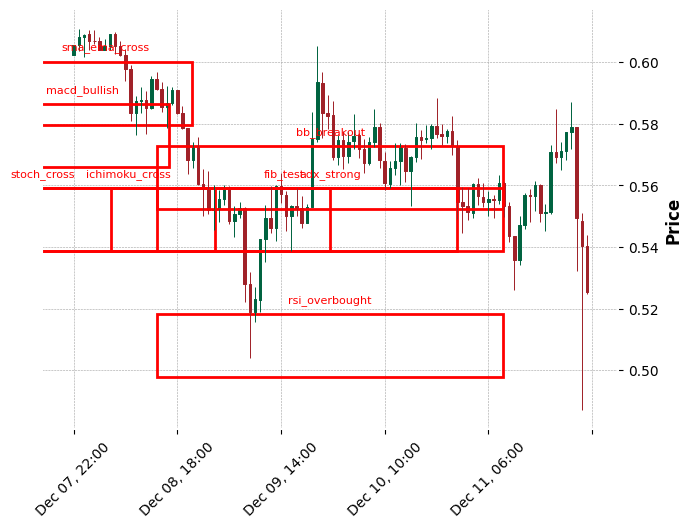 sma_ema_cross
macd_bullish
bb_breakout
stoch_cross
ichimoku_cross
fib_test
adx_strong
rsi_overbought
0.60
0.58
0.56
0.54
0.52
0.50
Price
Dec 07, 22:00
Dec 08, 18:00
Dec 09, 14:00
Dec 10, 10:00
Dec 11, 06:00